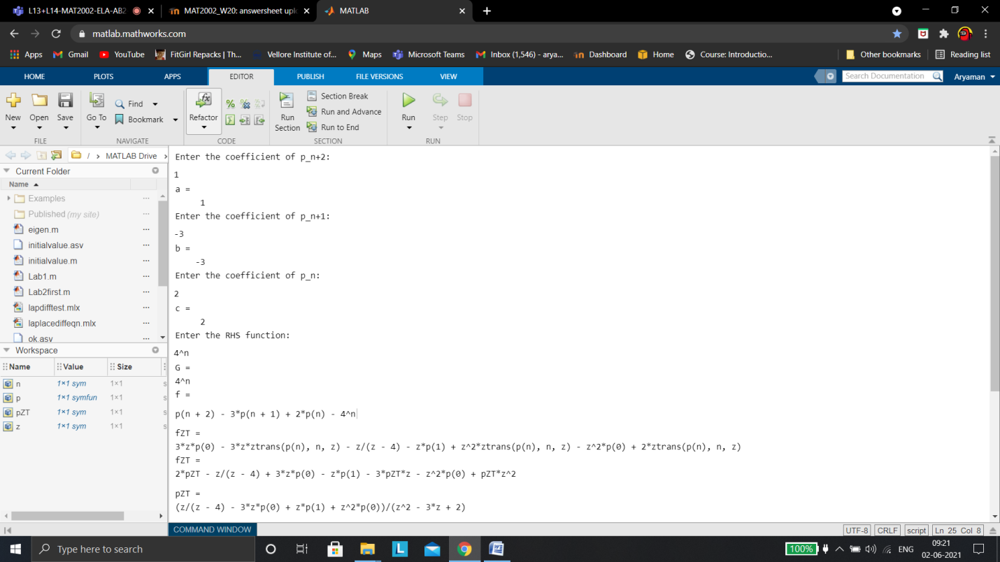 L13+L14-MAT2002-ELA-AB2
MAT2002_W20: answersheet uplo
MATLAB
matlab.mathworks.com
Apps
Gmail
YouTube
FitGirl Repacks | Th...
Vellore Institute of...
Maps
Microsoft Teams
Inbox (1,546) - arya...
Dashboard
Home
Course: Introductio...
Other bookmarks
Reading list
HOME
PLOTS
APPS
EDITOR
PUBLISH
FILE VERSIONS
VIEW
Search Documentation
Aryaman
New
Open
Save
FILE
Go To
Find
Bookmark
NAVIGATE
Refactor
CODE
Run Section
Section Break
Run and Advance
Run to End
SECTION
Run
Step
Stop
RUN
/ › MATLAB Drive ›
Current Folder
Name
Examples
Published (my site)
eigen.m
initialvalue.asv
initialvalue.m
Lab1.m
Lab2first.m
lapdifftest.mlx
laplacediffeqn.mlx
ok.asv
Workspace
Name Value Size
n 1×1 sym 1×1 s
p 1×1 symfun 1×1 s
pZT 1×1 sym 1×1 s
z 1×1 sym 1×1 s
Enter the coefficient of p_n+2:
1
a =
1
Enter the coefficient of p_n+1:
-3
b =
-3
Enter the coefficient of p_n:
2
c =
2
Enter the RHS function:
4^n
G =
4^n
f =
p(n + 2) - 3*p(n + 1) + 2*p(n) - 4^n
fZT =
3*z*p(0) - 3*z*ztrans(p(n), n, z) - z/(z - 4) - z*p(1) + z^2*ztrans(p(n), n, z) - z^2*p(0) + 2*ztrans(p(n), n, z)
fZT =
2*pZT - z/(z - 4) + 3*z*p(0) - z*p(1) - 3*pZT*z - z^2*p(0) + pZT*z^2
pZT =
(z/(z - 4) - 3*z*p(0) + z*p(1) + z^2*p(0))/(z^2 - 3*z + 2)
COMMAND WINDOW
UTF-8
CRLF
script
Ln 25 Col 8
Type here to search
100%
ENG
09:21
02-06-2021